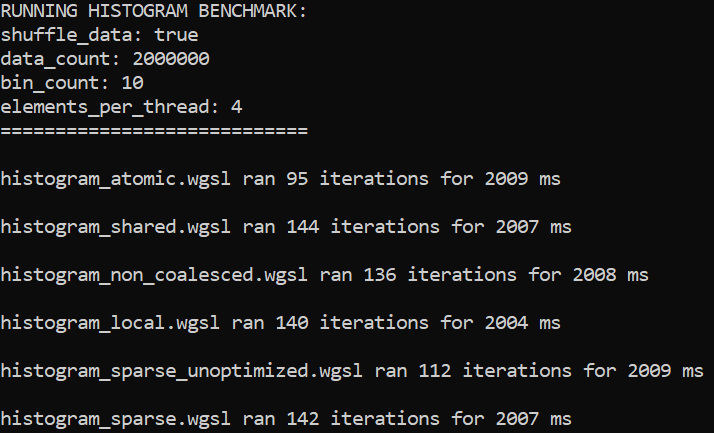 RUNNING HISTOGRAM BENCHMARK:
shuffle_data: true
data_count: 2000000
bin_count: 10
elements_per_thread: 4
============================
histogram_atomic.wgsl ran 95 iterations for 2009 ms
histogram_shared.wgsl ran 144 iterations for 2007 ms
histogram_non_coalesced.wgsl ran 136 iterations for 2008 ms
histogram_local.wgsl ran 140 iterations for 2004 ms
histogram_sparse_unoptimized.wgsl ran 112 iterations for 2009 ms
histogram_sparse.wgsl ran 142 iterations for 2007 ms